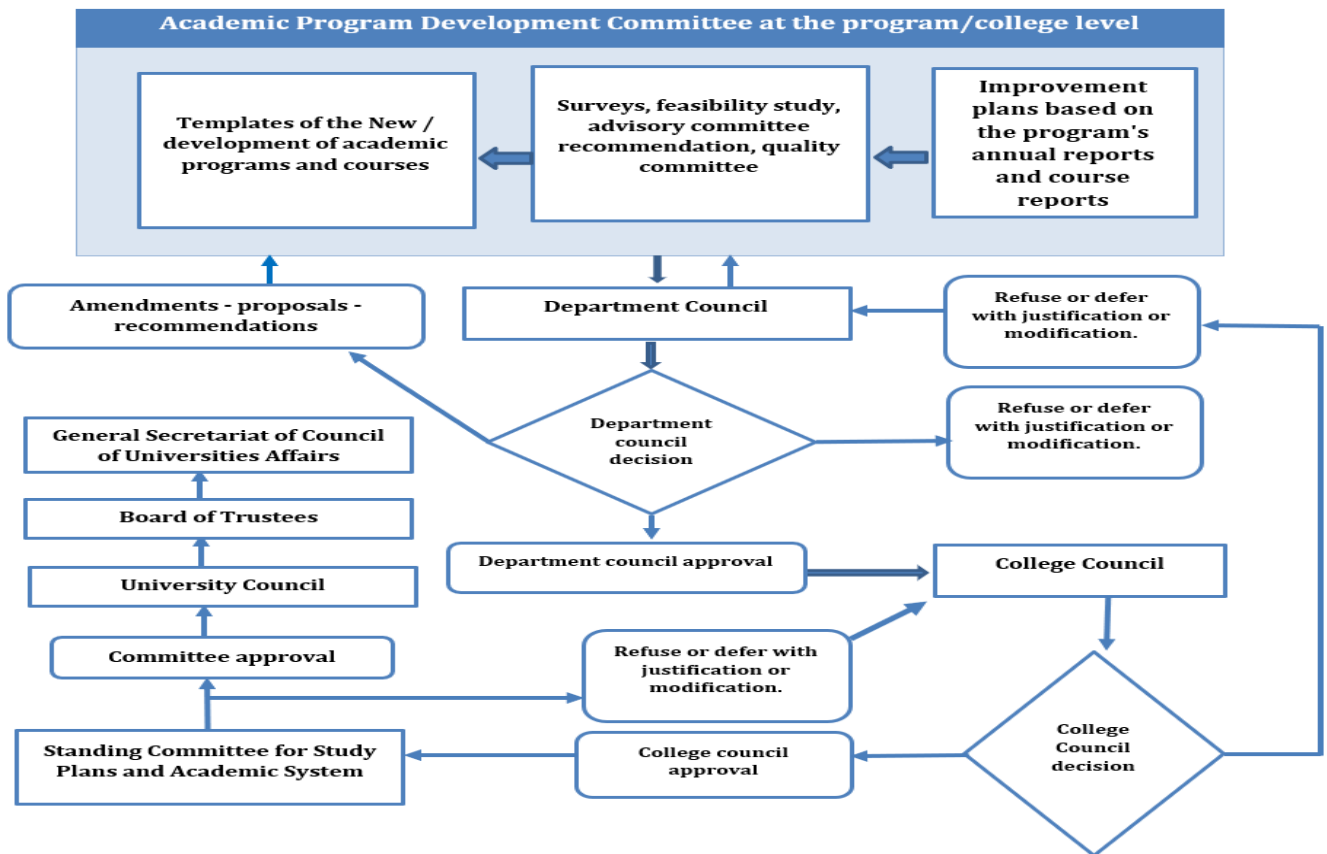 Academic Program Development Committee at the program/college level
Templates of the New /
development of academic
programs and courses
Surveys, feasibility study,
advisory committee
recommendation, quality
committee
Improvement
plans based on
the program's
annual reports
and course
reports
Amendments - proposals -
recommendations
Department Council
Refuse or defer
with justification or
modification.
Department
council
decision
Refuse or defer
with justification or
modification.
General Secretariat of Council
of Universities Affairs
Board of Trustees
University Council
Committee approval
Standing Committee for Study
Plans and Academic System
Department council approval
College Council
Refuse or defer with
justification or
modification.
College council
approval
College
Council
decision